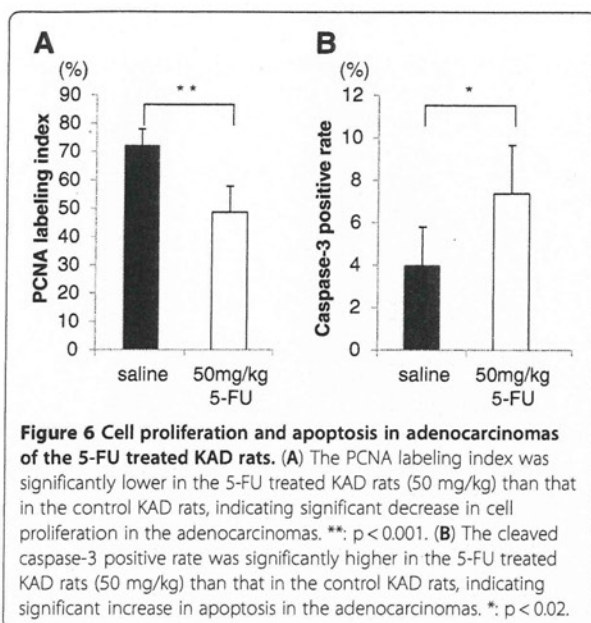 A
(%)
**
90
80
70
60
50
40
30
20
10
0
PCNA labeling index
saline 50mg/kg
5-FU
B
(%)
*
12
10
8
6
4
2
0
Caspase-3 positive rate
saline 50mg/kg
5-FU
Figure 6 Cell proliferation and apoptosis in adenocarcinomas
of the 5-FU treated KAD rats. (A) The PCNA labeling index was
significantly lower in the 5-FU treated KAD rats (50 mg/kg) than that
in the control KAD rats, indicating significant decrease in cell
proliferation in the adenocarcinomas. **: p < 0.001. (B) The cleaved
caspase-3 positive rate was significantly higher in the 5-FU treated
KAD rats (50 mg/kg) than that in the control KAD rats, indicating
significant increase in apoptosis in the adenocarcinomas. *: p < 0.02.